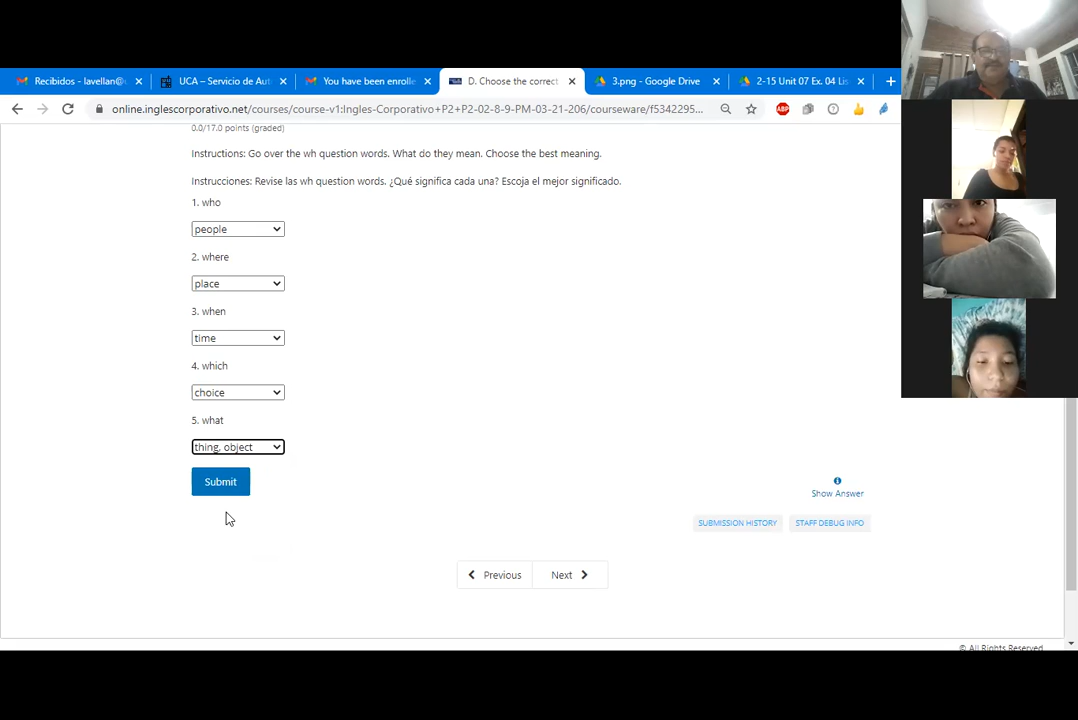 Recibidos - lavellan@
UCA – Servicio de Aut
You have been enrolle
D. Choose the correct
3.png - Google Drive
2-15 Unit 07 Ex. 04 Li
online.inglescorporativo.net/courses/course-v1:Ingles-Corporativo+P2+P2-02-8-9-PM-03-21-206/courseware/f5342295...
ABP
0.0/17.0 points (graded)
Instructions: Go over the wh question words. What do they mean. Choose the best meaning.
Instrucciones: Revise las wh question words. ¿Qué significa cada una? Escoja el mejor significado.
1. who
people
2. where
place
3. when
time
4. which
choice
5. what
thing, object
Submit
Show Answer
SUBMISSION HISTORY
STAFF DEBUG INFO
Previous
Next
© All Rights Reserved